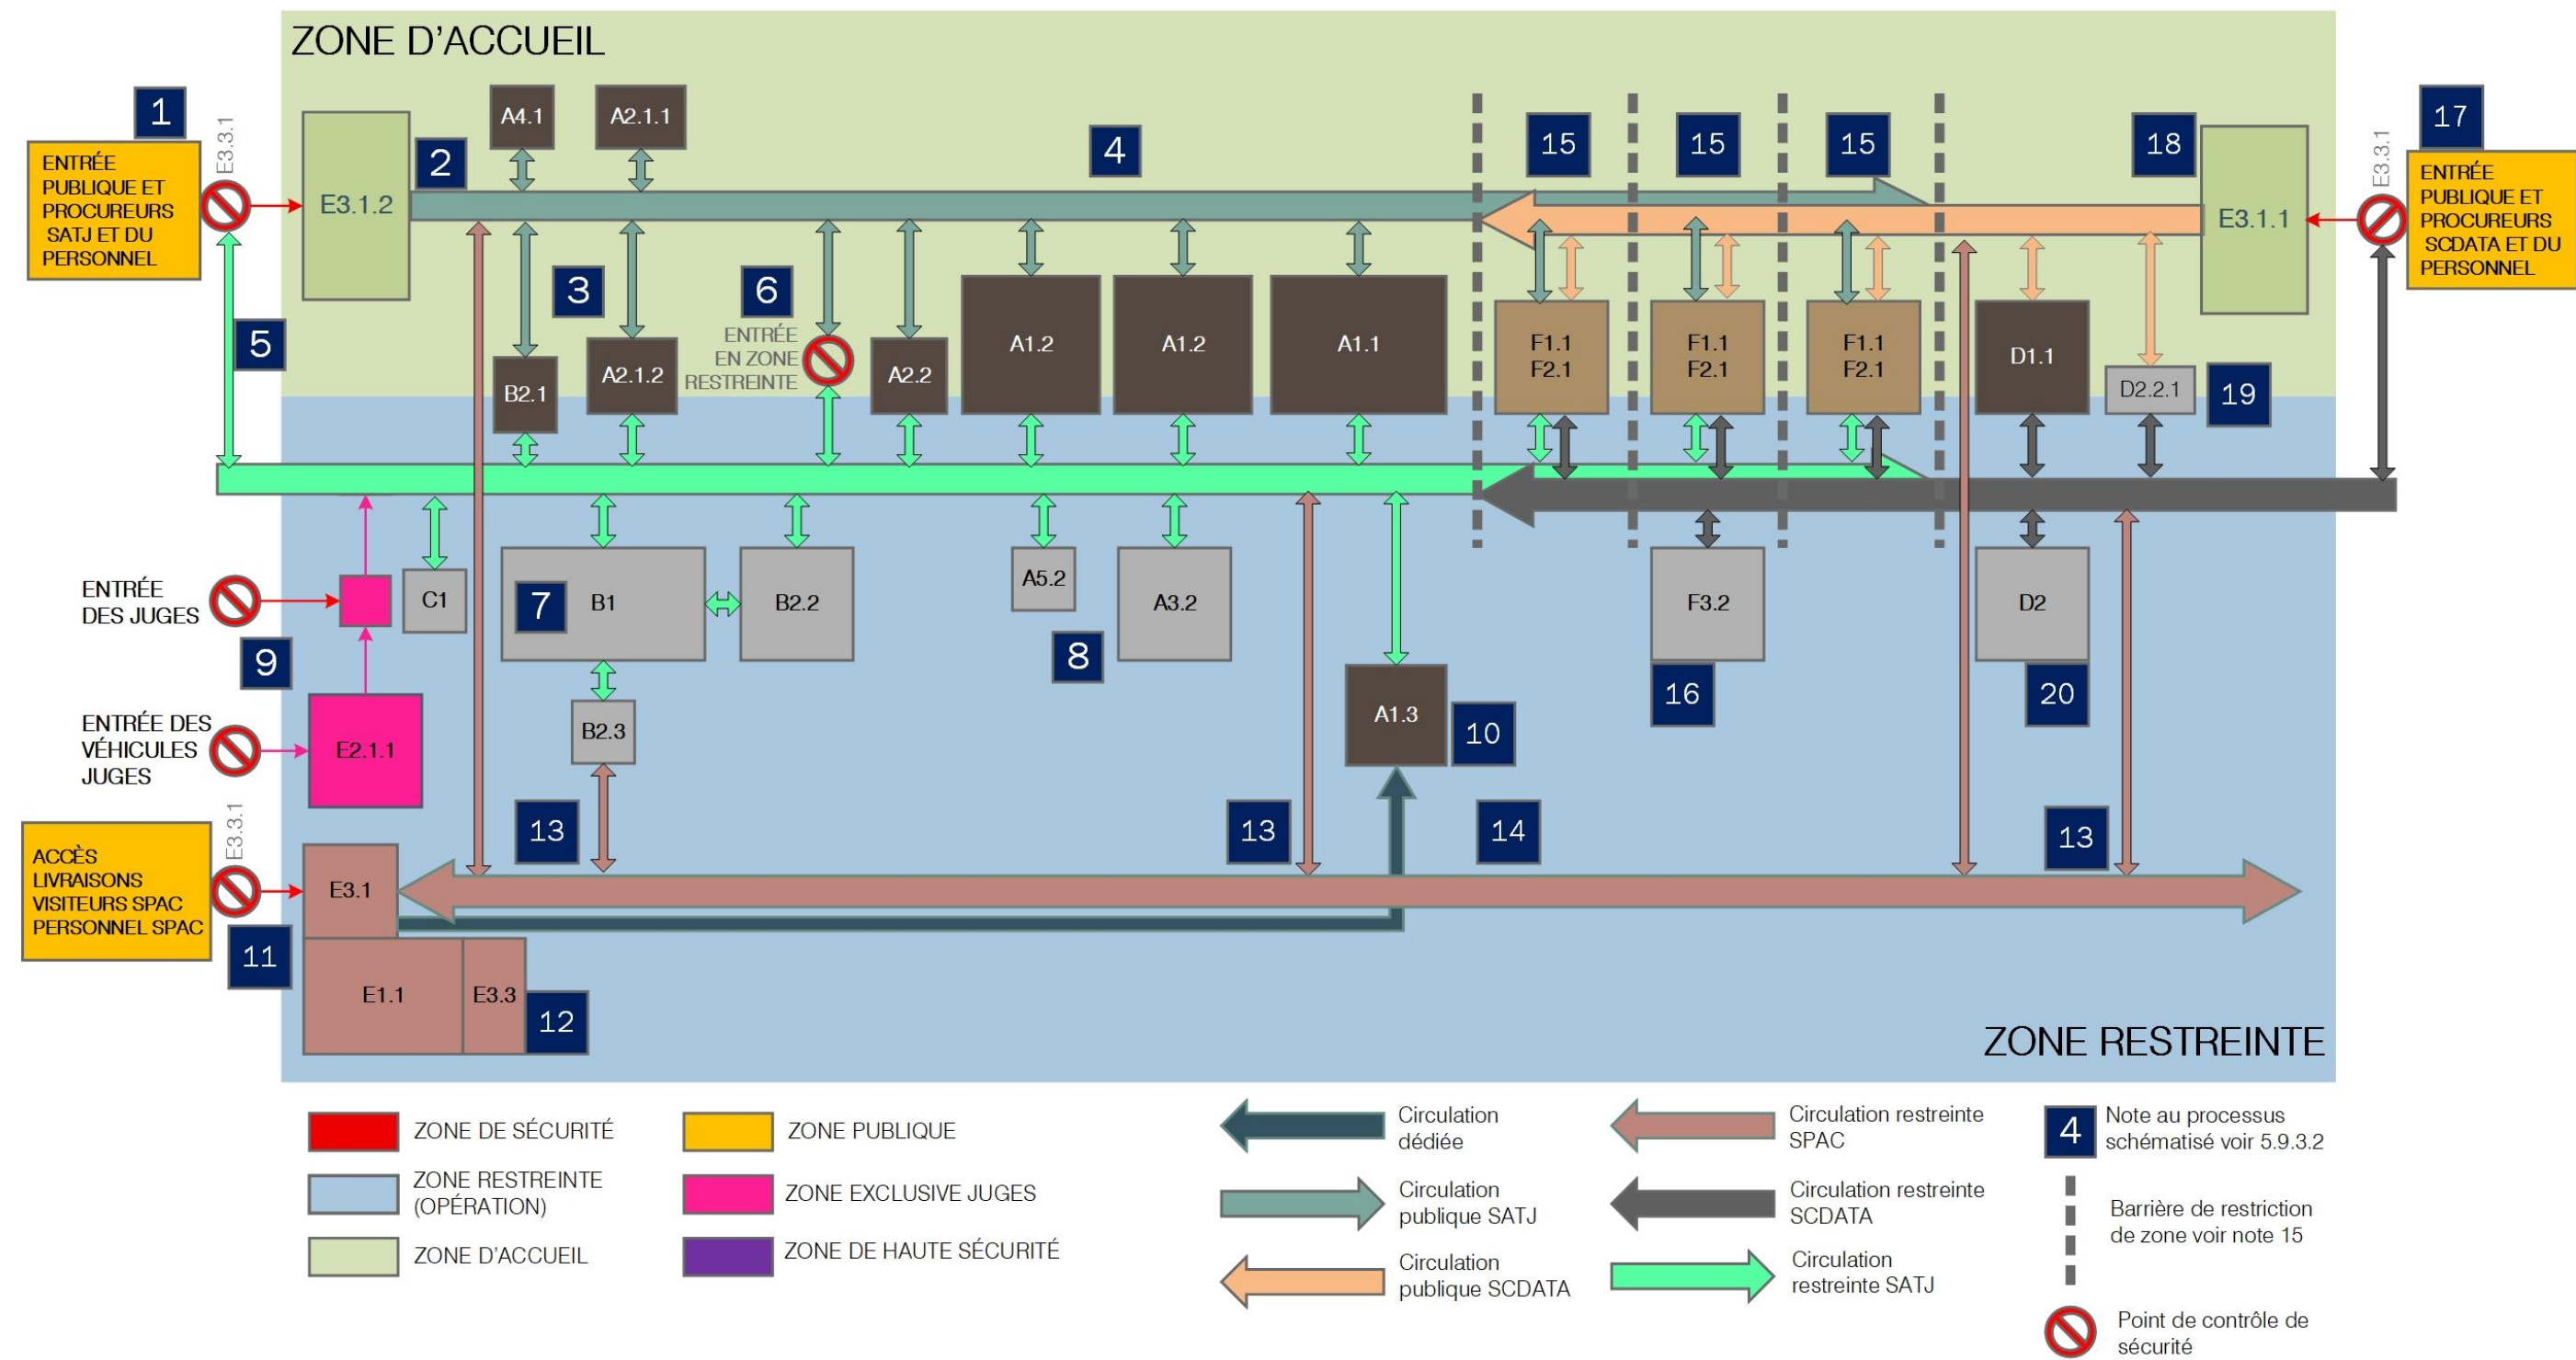 ZONE D'ACCUEIL
1
E3.3.1
ENTRÉE
PUBLIQUE ET
PROCUREURS
SATJ ET DU
PERSONNEL
E3.1.2
2
A4.1
A2.1.1
4
15
15
15
18
E3.1.1
E3.3.1
17
ENTRÉE
PUBLIQUE ET
PROCUREURS
SCDATA ET DU
PERSONNEL
5
3
6
ENTRÉE
EN ZONE
RESTREINTE
B2.1
A2.1.2
A2.2
A1.2
A1.2
A1.1
F1.1
F2.1
F1.1
F2.1
F1.1
F2.1
D1.1
D2.2.1
19
ENTRÉE
DES JUGES
C1
7
B1
B2.2
A5.2
A3.2
8
F3.2
16
D2
20
9
ENTRÉE DES
VÉHICULES
JUGES
E2.1.1
B2.3
A1.3
10
13
13
14
13
E3.3.1
ACCÈS
LIVRAISONS
VISITEURS SPAC
PERSONNEL SPAC
E3.1
11
E1.1
E3.3
12
ZONE RESTREINTE
ZONE DE SÉCURITÉ
ZONE RESTREINTE
(OPÉRATION)
ZONE D'ACCUEIL
ZONE PUBLIQUE
ZONE EXCLUSIVE JUGES
ZONE DE HAUTE SÉCURITÉ
Circulation
dédiée
Circulation
publique SATJ
Circulation
publique SCDATA
Circulation restreinte
SPAC
Circulation restreinte
SCDATA
Circulation
restreinte SATJ
4
Note au processus
schématisé voir 5.9.3.2
Barrière de restriction
de zone voir note 15
Point de contrôle de
sécurité